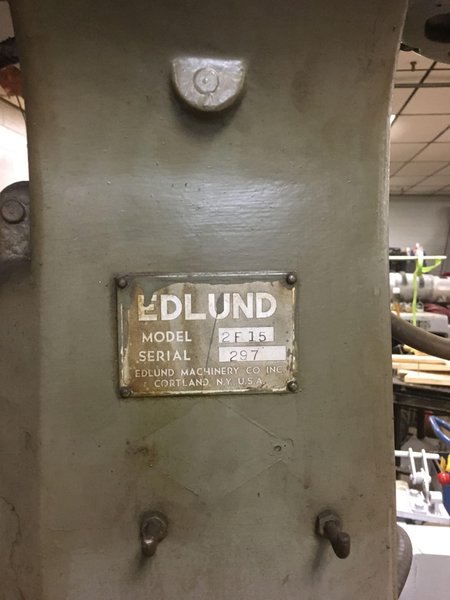 EDLUND
MODEL 2F15
SERIAL 297
EDLUND MACHINERY CO INC
CORTLAND, N.Y. U.S.A.